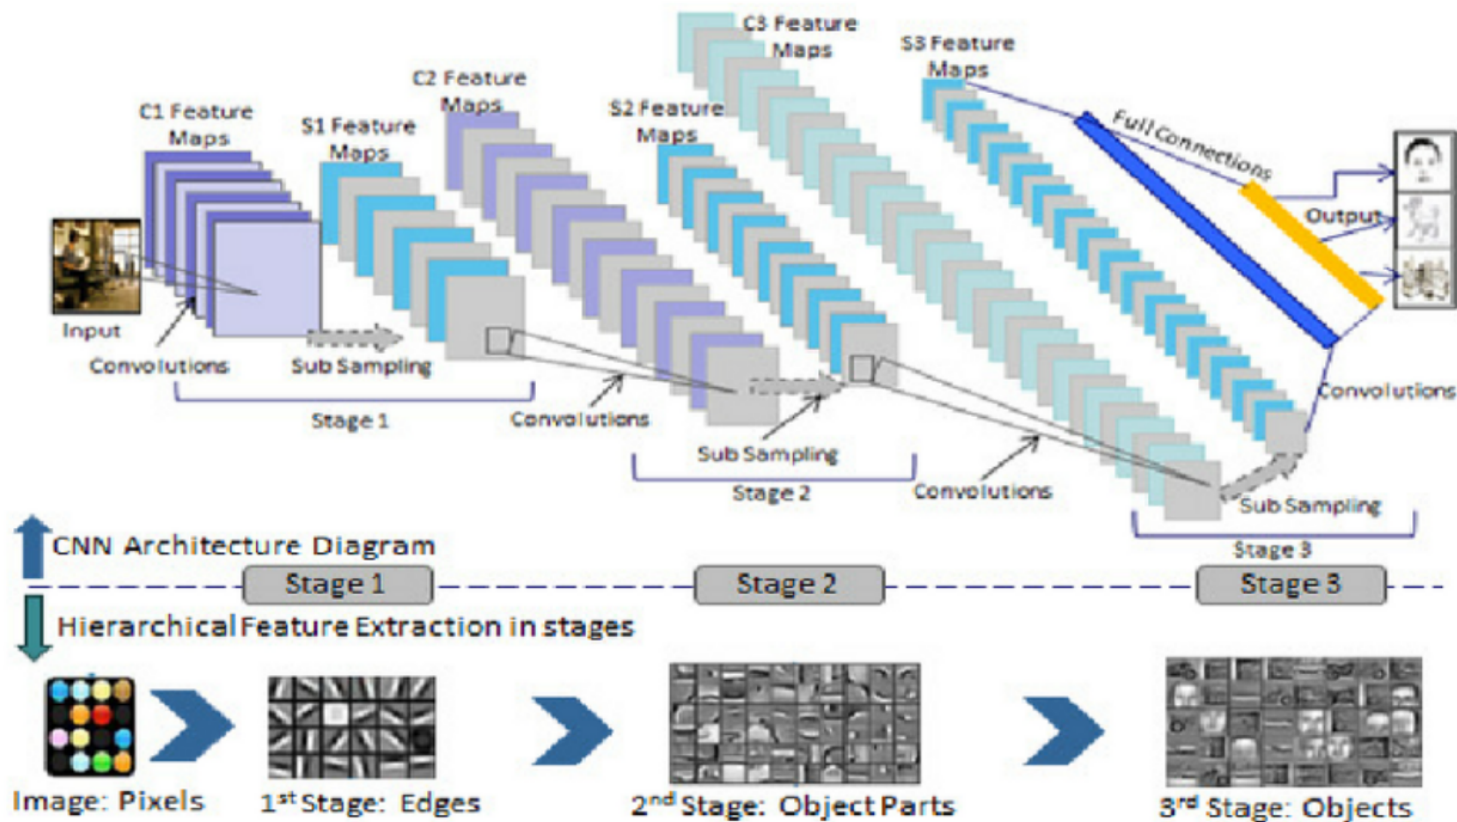 C1 Feature
Maps
S1 Feature
Maps
C2 Feature
Maps
S2 Feature
Maps
C3 Feature
Maps
S3 Feature
Maps
Full Connections
Output
Input
Convolutions
Sub Sampling
Stage 1
Convolutions
Sub Sampling
Stage 2
Convolutions
Sub Sampling
Stage 3
Convolutions
CNN Architecture Diagram
Stage 1
Stage 2
Stage 3
Hierarchical Feature Extraction in stages
Image: Pixels
1st Stage: Edges
2nd Stage: Object Parts
3rd Stage: Objects